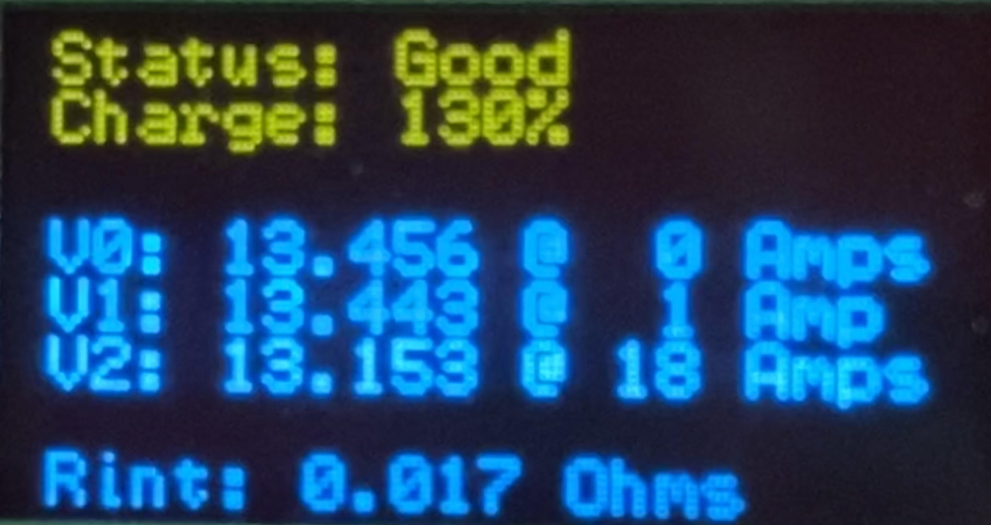 Status: Good
Charge: 130%
V0: 13.456 @ 0 Amps
V1: 13.443 @ 1 Amp
V2: 13.153 @ 18 Amps
Rint: 0.017 Ohms